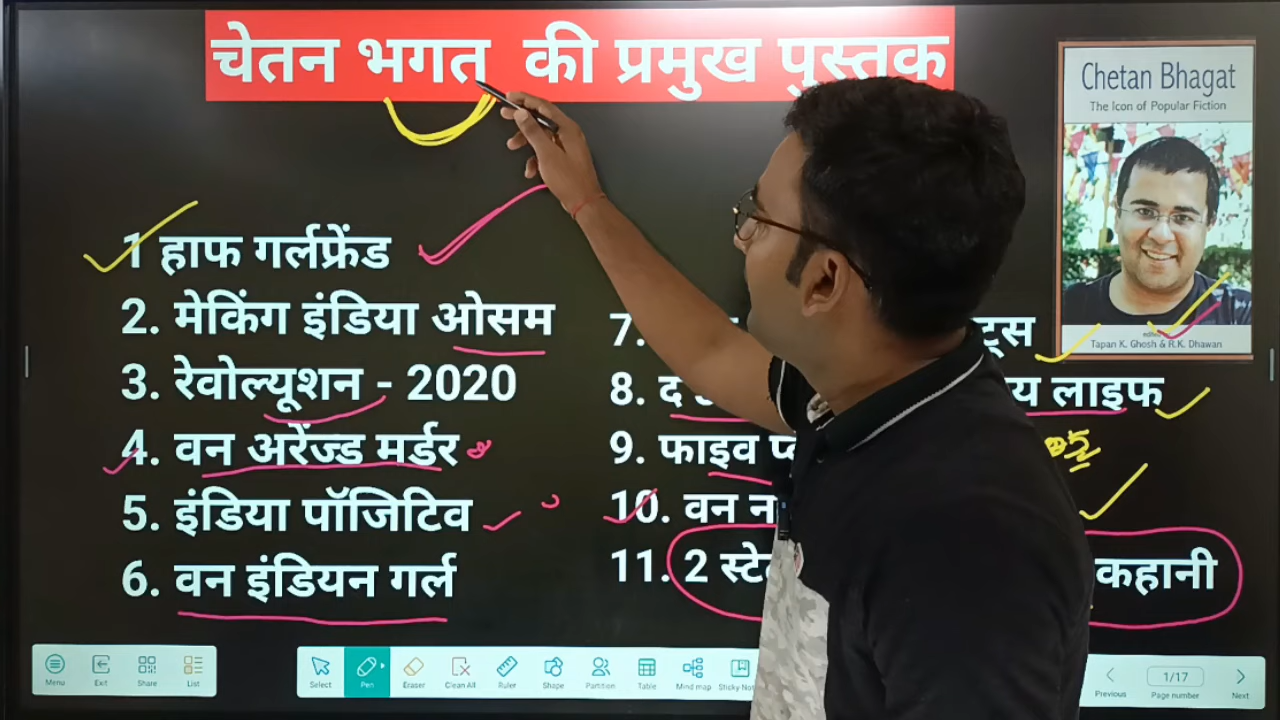 चेतन भगत की प्रमुख पुस्तक
Chetan Bhagat
The Icon of Popular Fiction
Tapan K. Ghosh & R.K. Dhawan
1 हाफ गर्लफ्रेंड
2. मेकिंग इंडिया ओसम
3. रेवोल्यूशन - 2020
4. वन अरेंज्ड मर्डर
5. इंडिया पॉजिटिव
6. वन इंडियन गर्ल
7.
8. द लाइफ
9. फाइव
10. वन
11. 2 कहानी
Menu Exit Share List
Select Pen Eraser Clean All Ruler Shape Partition Table Mind map Sticky
Previous 1/17 Page number Next